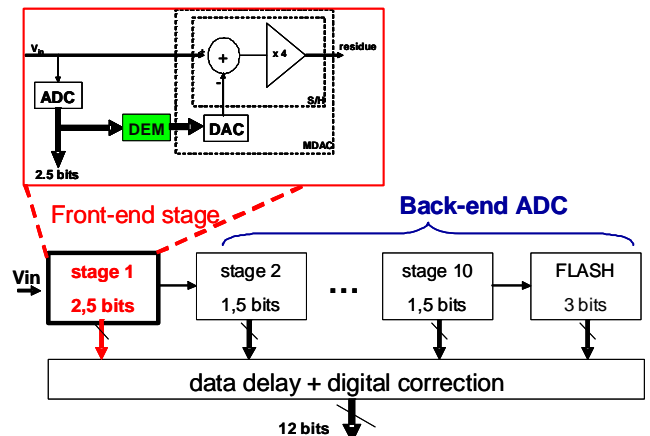 Vin
+
+
-
x 4
residue
S/H
ADC
DEM
DAC
MDAC
2.5 bits
Front-end stage
Back-end ADC
Vin
stage 1
2,5 bits
stage 2
1,5 bits
...
stage 10
1,5 bits
FLASH
3 bits
data delay + digital correction
12 bits